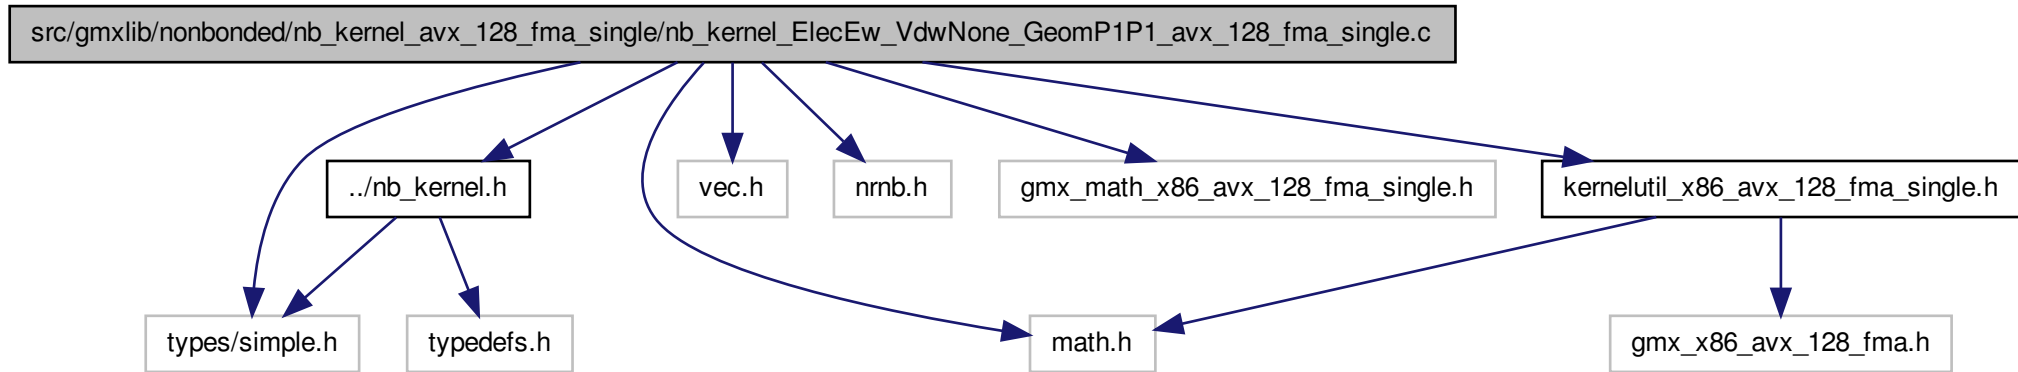 src/gmxlib/nonbonded/nb_kernel_avx_128_fma_single/nb_kernel_ElecEw_VdwNone_GeomP1P1_avx_128_fma_single.c
../nb_kernel.h
vec.h
nrnb.h
gmx_math_x86_avx_128_fma_single.h
kernelutil_x86_avx_128_fma_single.h
types/simple.h
typedefs.h
math.h
gmx_x86_avx_128_fma.h